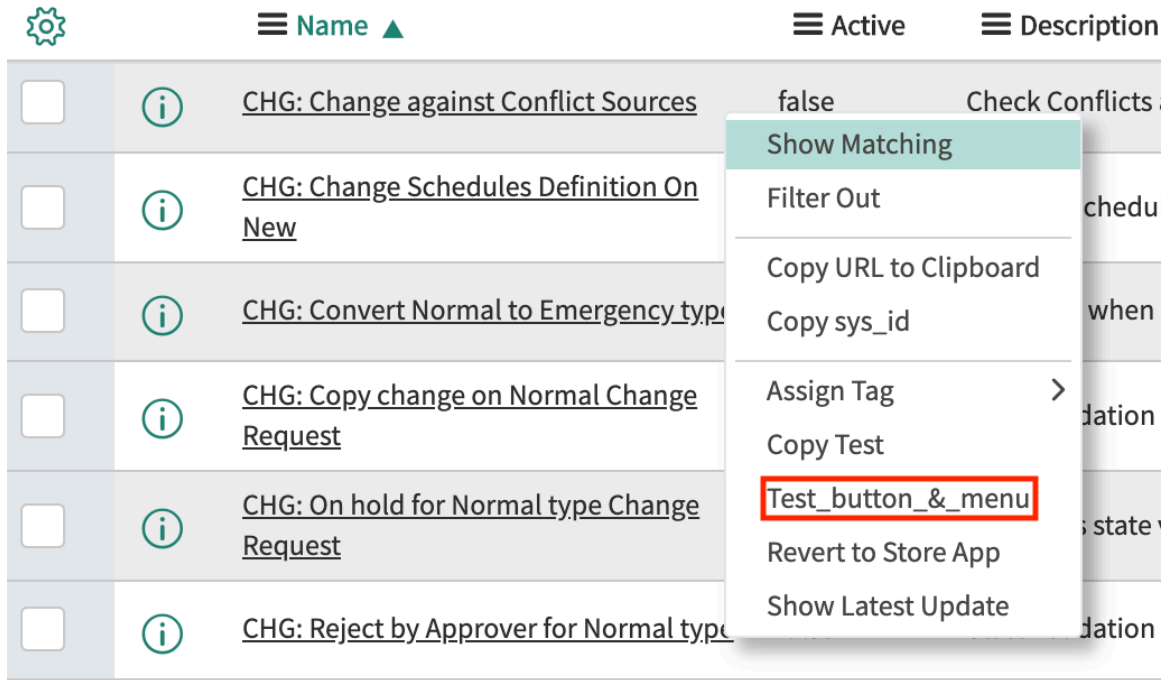 Name ▲ Active Description
CHG: Change against Conflict Sources false Check Conflicts
CHG: Change Schedules Definition On
New
CHG: Convert Normal to Emergency when
CHG: Copy change on Normal Change
Request
CHG: On hold for Normal type Change state
Request
CHG: Reject by Approver for Normal
Show Matching
Filter Out
Copy URL to Clipboard
Copy sys_id
Assign Tag
Copy Test
Test_button_&_menu
Revert to Store App
Show Latest Update